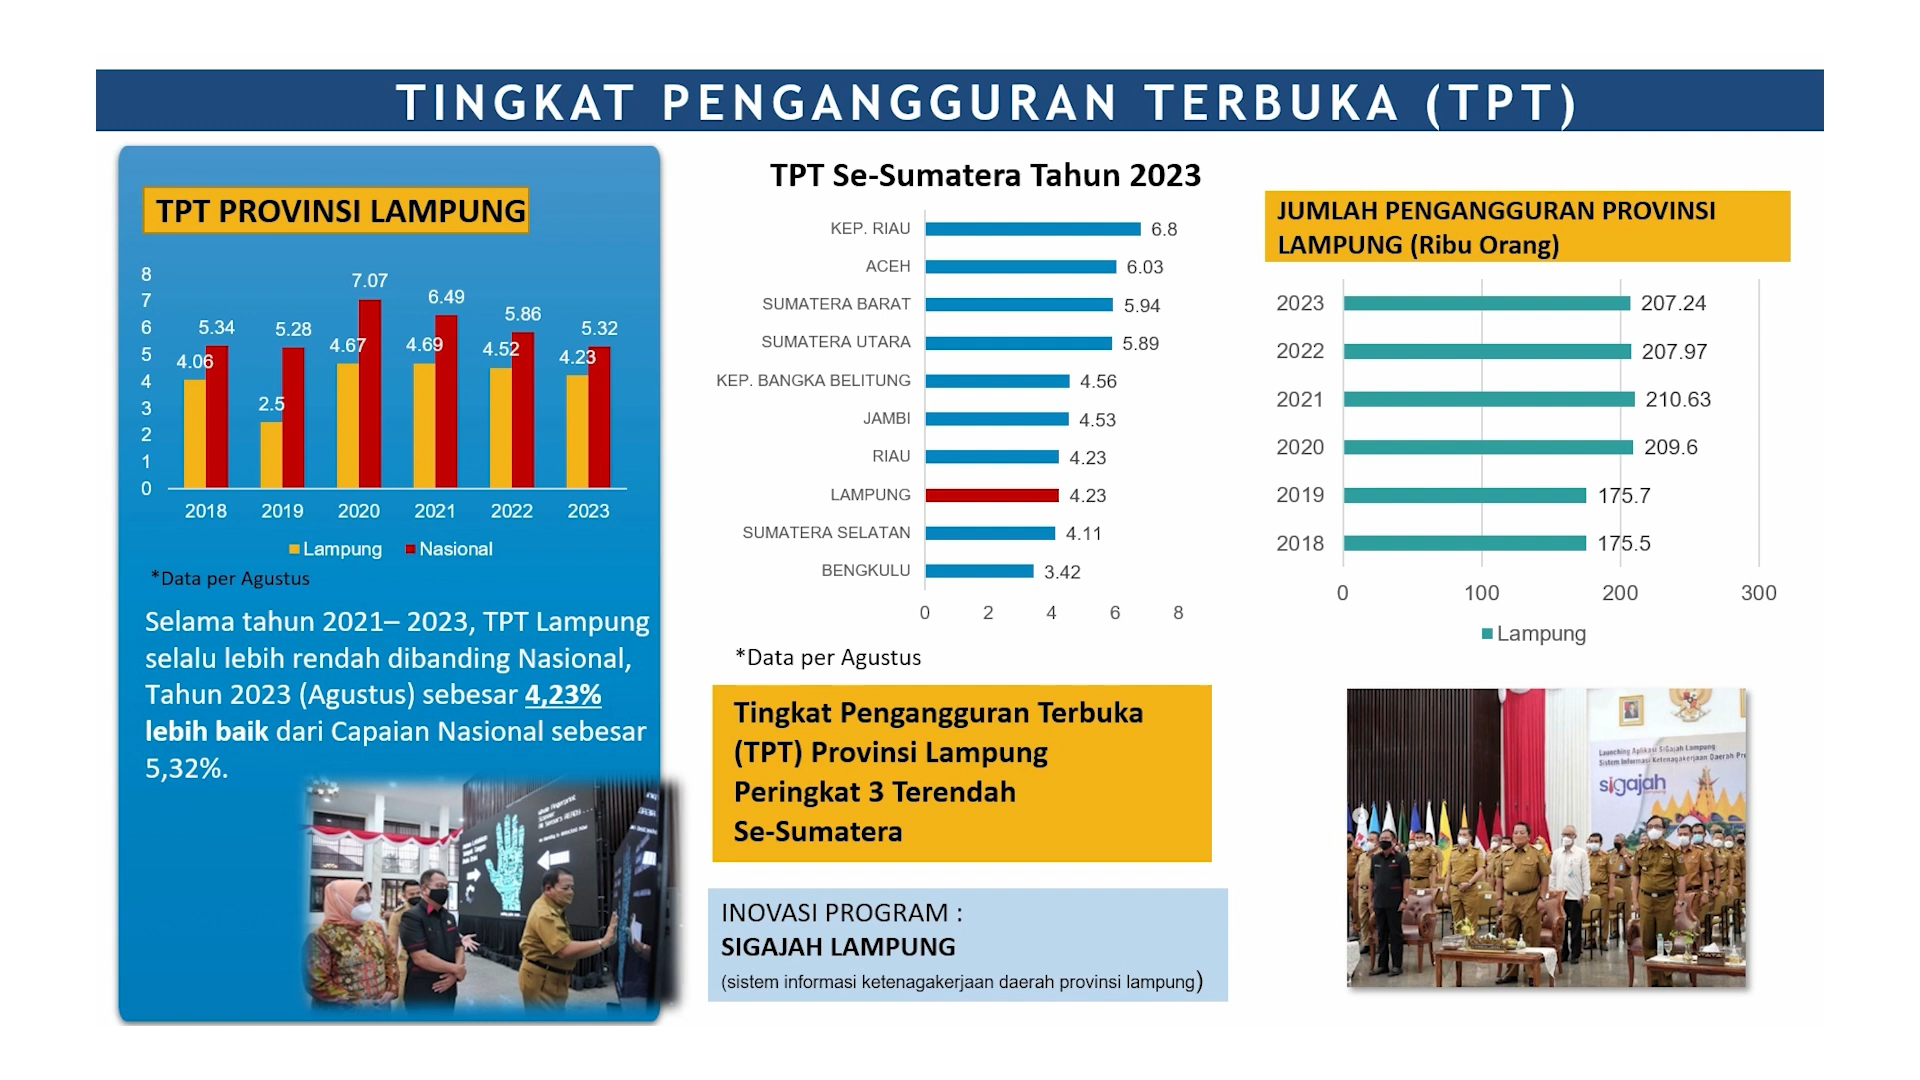 TINGKAT PENGANGGURAN TERBUKA (TPT)
TPT PROVINSI LAMPUNG
8
7
6
5
4
3
2
1
0
4.06
5.34
2.5
5.28
4.67
7.07
4.69
6.49
4.52
5.86
4.23
5.32
2018 2019 2020 2021 2022 2023
Lampung Nasional
*Data per Agustus
Selama tahun 2021– 2023, TPT Lampung
selalu lebih rendah dibanding Nasional,
Tahun 2023 (Agustus) sebesar 4,23%
lebih baik dari Capaian Nasional sebesar
5,32%.
TPT Se-Sumatera Tahun 2023
KEP. RIAU 6.8
ACEH 6.03
SUMATERA BARAT 5.94
SUMATERA UTARA 5.89
KEP. BANGKA BELITUNG 4.56
JAMBI 4.53
RIAU 4.23
LAMPUNG 4.23
SUMATERA SELATAN 4.11
BENGKULU 3.42
0 2 4 6 8
*Data per Agustus
Tingkat Pengangguran Terbuka
(TPT) Provinsi Lampung
Peringkat 3 Terendah
Se-Sumatera
INOVASI PROGRAM :
SIGAJAH LAMPUNG
(sistem informasi ketenagakerjaan daerah provinsi lampung)
JUMLAH PENGANGGURAN PROVINSI
LAMPUNG (Ribu Orang)
2023 207.24
2022 207.97
2021 210.63
2020 209.6
2019 175.7
2018 175.5
0 100 200 300
Lampung
Launching Aplikasi SiGajah Lampung
Sistem Informasi Ketenagakerjaan Daerah Pr
sigajah